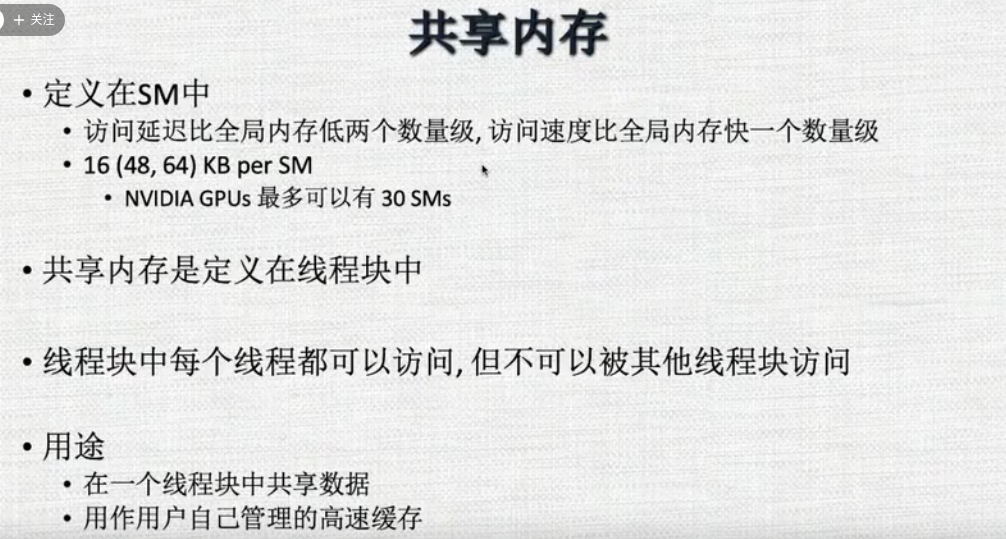 + 关注
共享内存
• 定义在SM中
• 访问延迟比全局内存低两个数量级, 访问速度比全局内存快一个数量级
• 16 (48, 64) KB per SM
• NVIDIA GPUs 最多可以有 30 SMs
• 共享内存是定义在线程块中
• 线程块中每个线程都可以访问, 但不可以被其他线程块访问
• 用途
• 在一个线程块中共享数据
• 用作用户自己管理的高速缓存